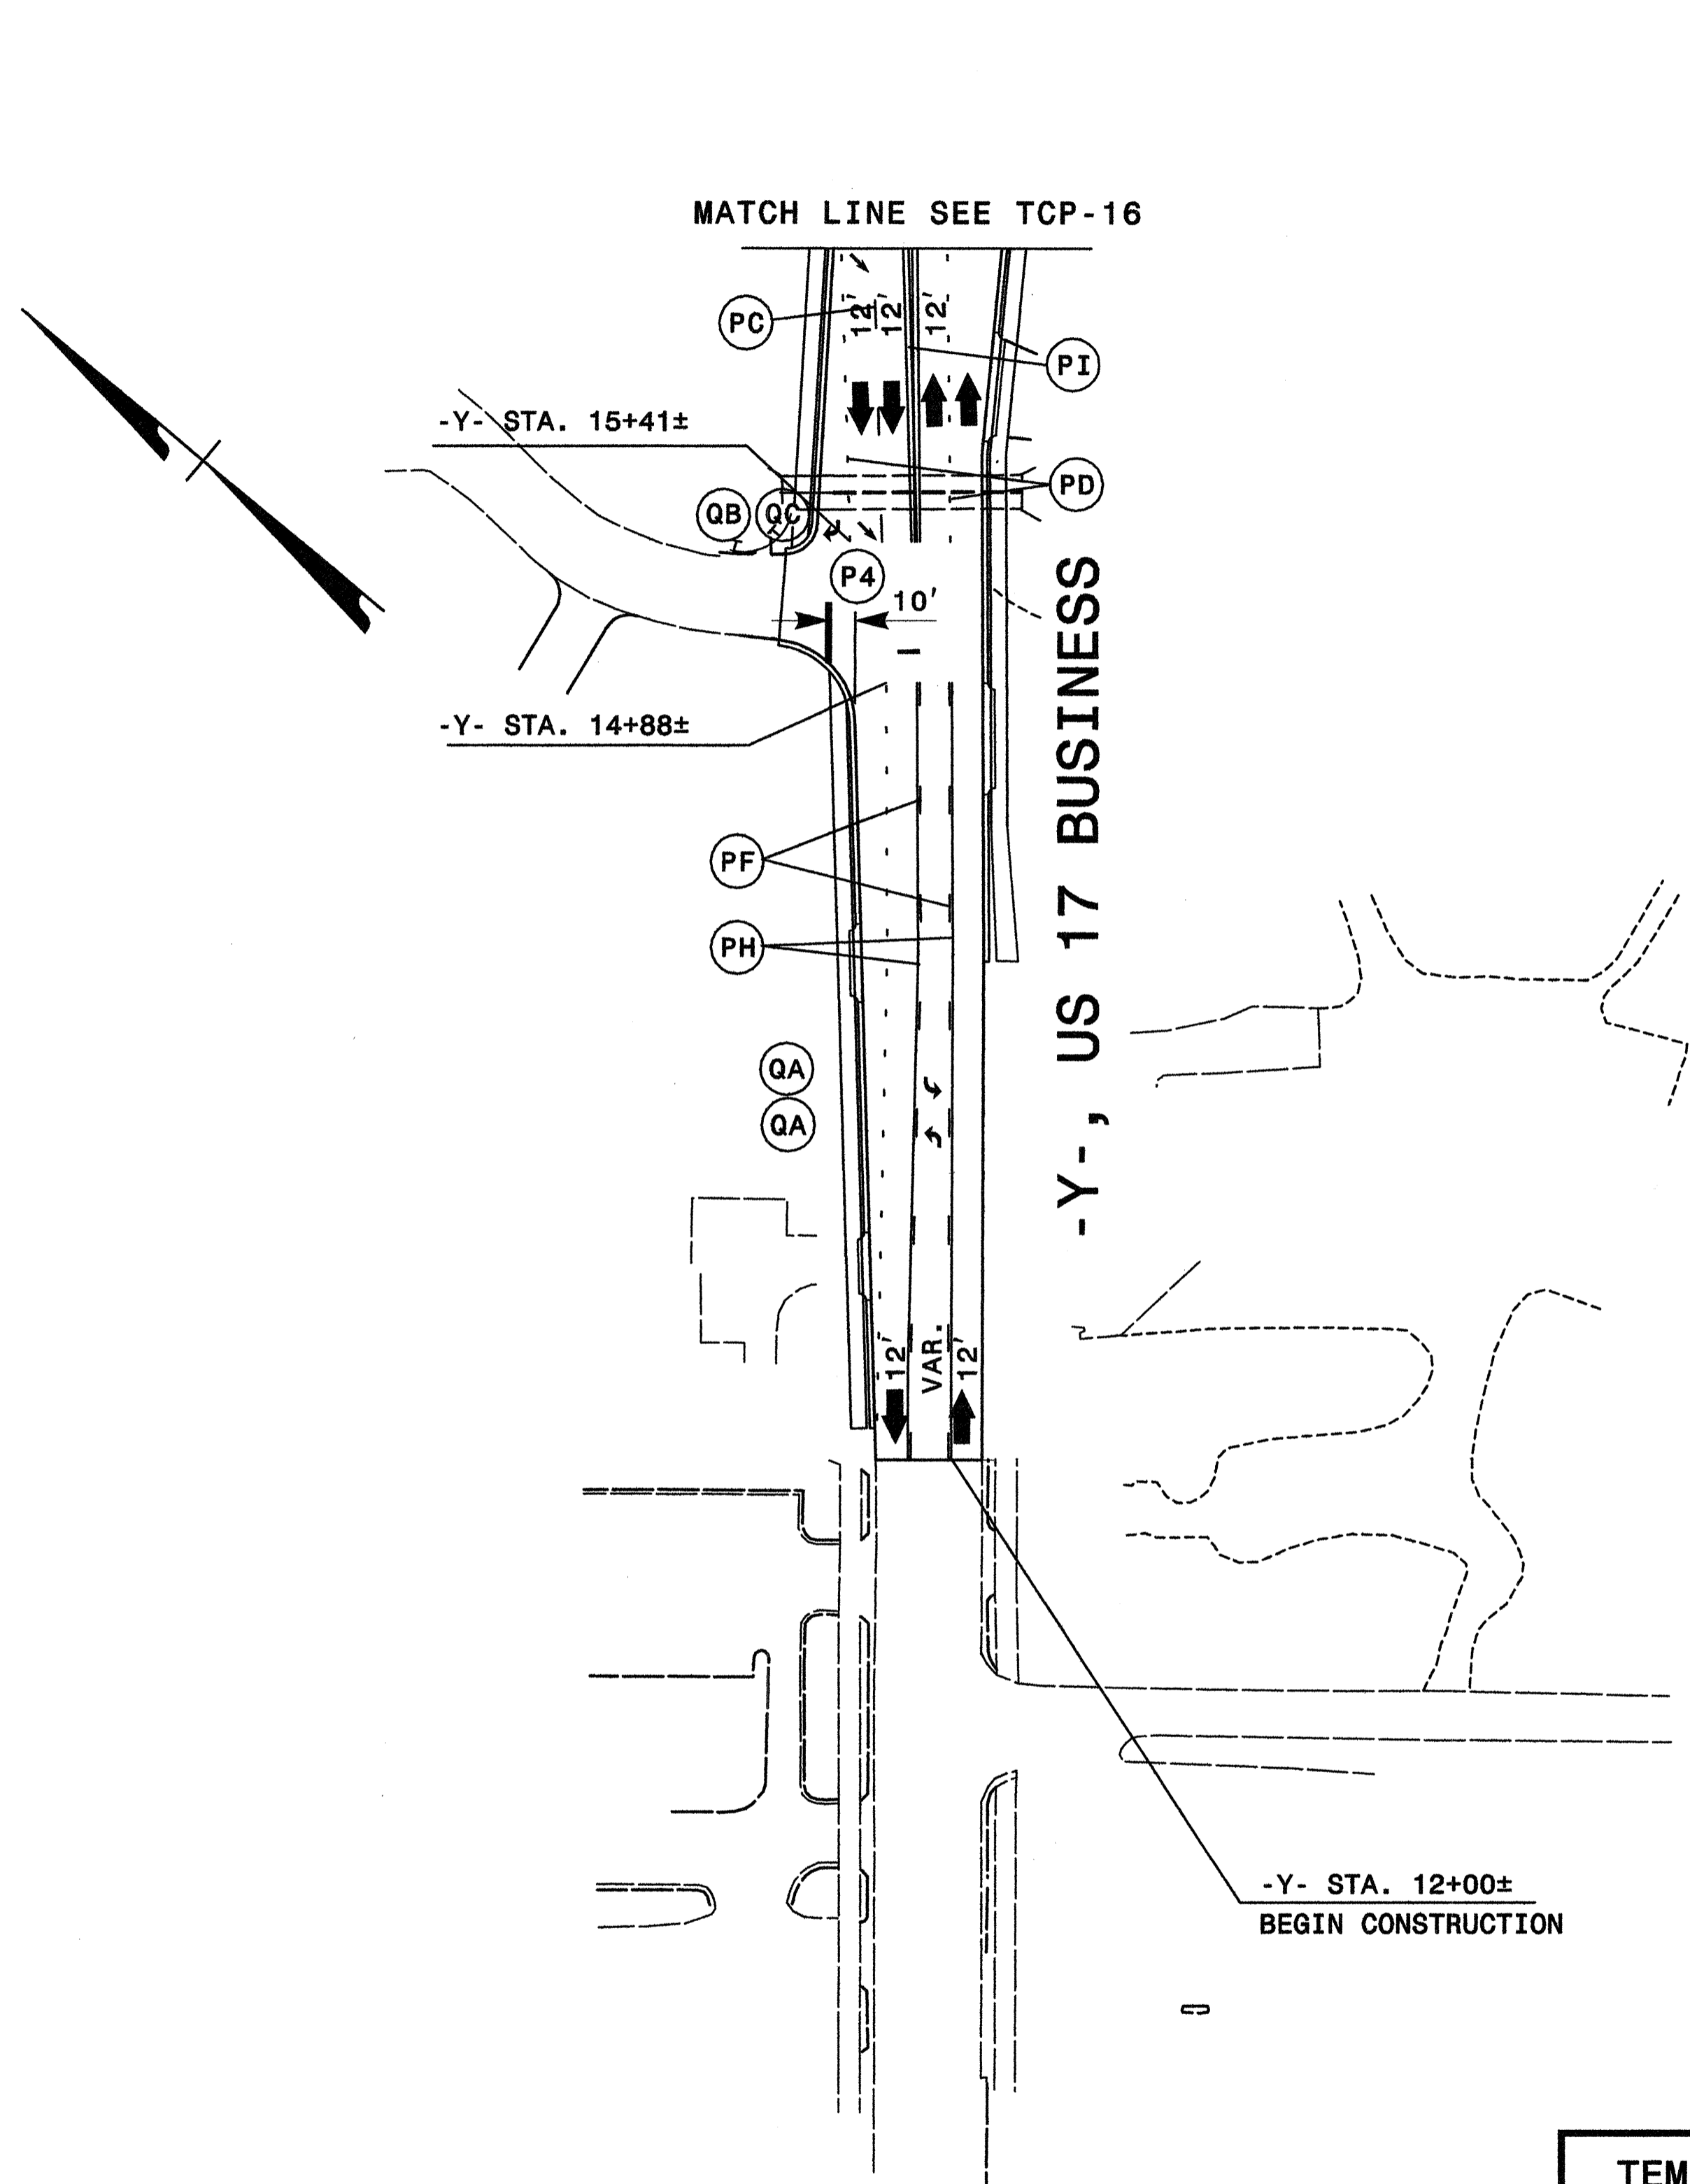 MATCH LINE SEE TCP-16
12'
12'
12'
PC
PI
-Y- STA. 15+41±
PD
QB
QC
P4
10'
-Y- STA. 14+88±
-Y-, US 17 BUSINESS
PF
PH
QA
QA
12'
VAR.
12'
-Y- STA. 12+00±
BEGIN CONSTRUCTION